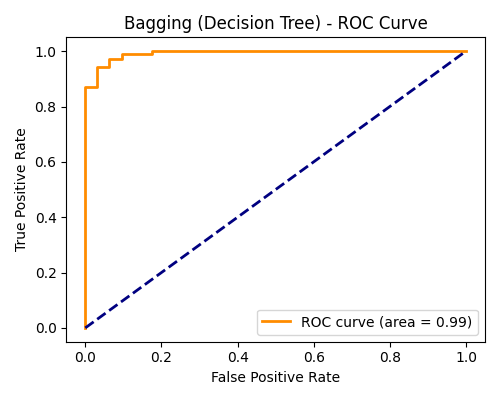 Bagging (Decision Tree) - ROC Curve
True Positive Rate
1.0
0.8
0.6
0.4
0.2
0.0
ROC curve (area = 0.99)
0.0 0.2 0.4 0.6 0.8 1.0
False Positive Rate